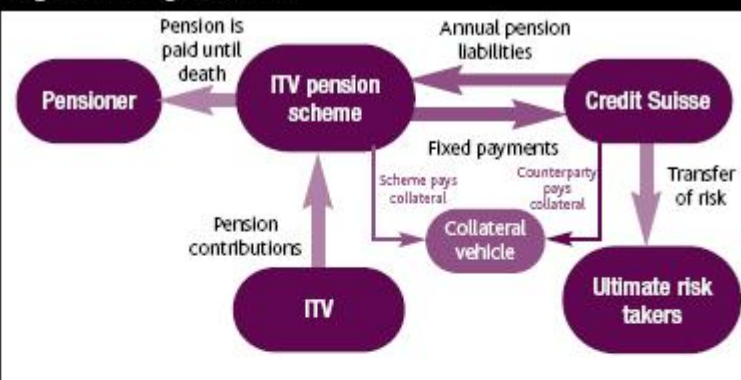 Pension is
paid until
death
Annual pension
liabilities
Pensioner
ITV pension
scheme
Credit Suisse
Fixed payments
Scheme pays
collateral
Counterparty
pays
collateral
Transfer
of risk
Pension
contributions
Collateral
vehicle
ITV
Ultimate risk
takers